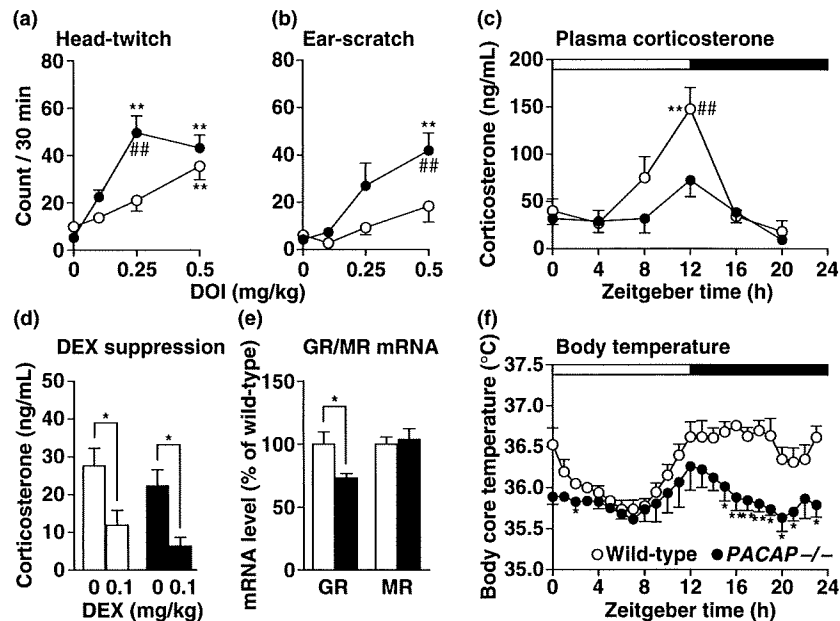 (a)
Head-twitch
Count / 30 min
80
60
40
20
0
**
##
**
**
0
0.25
0.5
(b)
Ear-scratch
80
60
40
20
0
**
##
0
0.25
0.5
DOI (mg/kg)
(c)
Plasma corticosterone
Corticosterone (ng/mL)
200
150
100
50
0
**
##
0
4
8
12
16
20
24
Zeitgeber time (h)
(d)
DEX suppression
Corticosterone (ng/mL)
50
40
30
20
10
0
*
*
0 0.1
0 0.1
DEX (mg/kg)
(e)
GR/MR mRNA
mRNA level (% of wild-type)
150
100
50
0
*
GR
MR
(f)
Body temperature
Body core temperature (°C)
37.5
37.0
36.5
36.0
35.5
35.0
*
*
** ** ** *
*
*
*
Wild-type
PACAP −/−
0
4
8
12
16
20
24
Zeitgeber time (h)